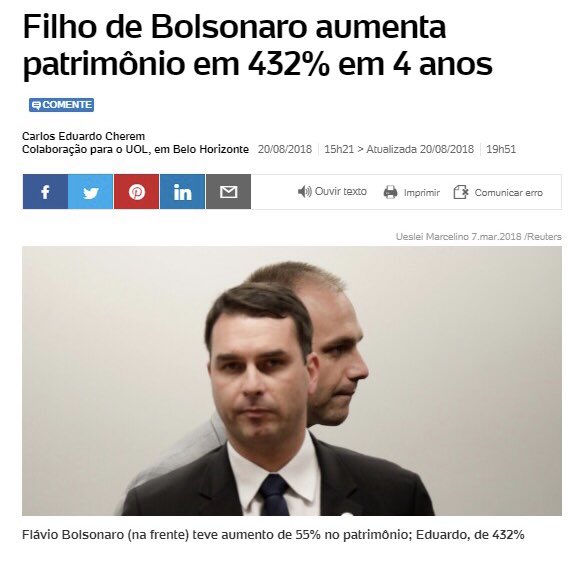 Filho de Bolsonaro aumenta
patrimônio em 432% em 4 anos
COMENTE
Carlos Eduardo Cherem
Colaboração para o UOL, em Belo Horizonte 20/08/2018 | 15h21 > Atualizada 20/08/2018 | 19h51
Ouvir texto Imprimir Comunicar erro
Ueslei Marcelino 7.mar.2018 /Reuters
Flávio Bolsonaro (na frente) teve aumento de 55% no patrimônio; Eduardo, de 432%